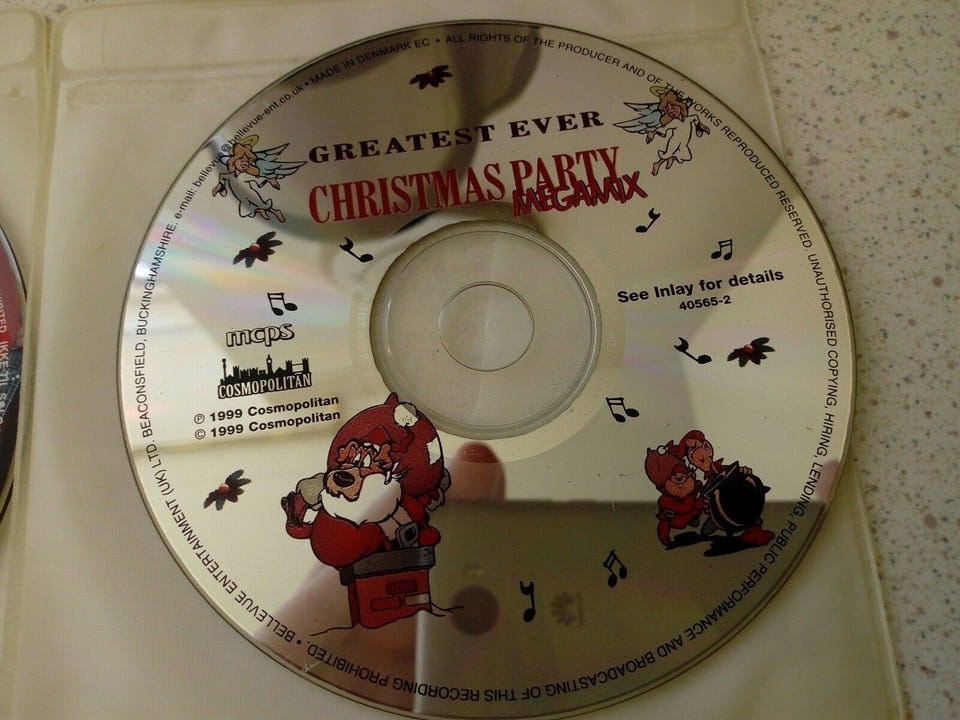 GREATEST EVER
CHRISTMAS PARTY
MEGAMIX
See Inlay for details
40565-2
mcps
COSMOPOLITAN
℗ 1999 Cosmopolitan
© 1999 Cosmopolitan
• BELLEVUE ENTERTAINMENT (UK) LTD. BEACONSFIELD, BUCKINGHAMSHIRE, e-mail: bellevue@bellevue-ent.co.uk • MADE IN DENMARK EC • ALL RIGHTS OF THE PRODUCER AND OF THE WORKS REPRODUCED RESERVED. UNAUTHORISED COPYING, HIRING, LENDING, PUBLIC PERFORMANCE AND BROADCASTING OF THIS RECORDING PROHIBITED.
IKKE TIL